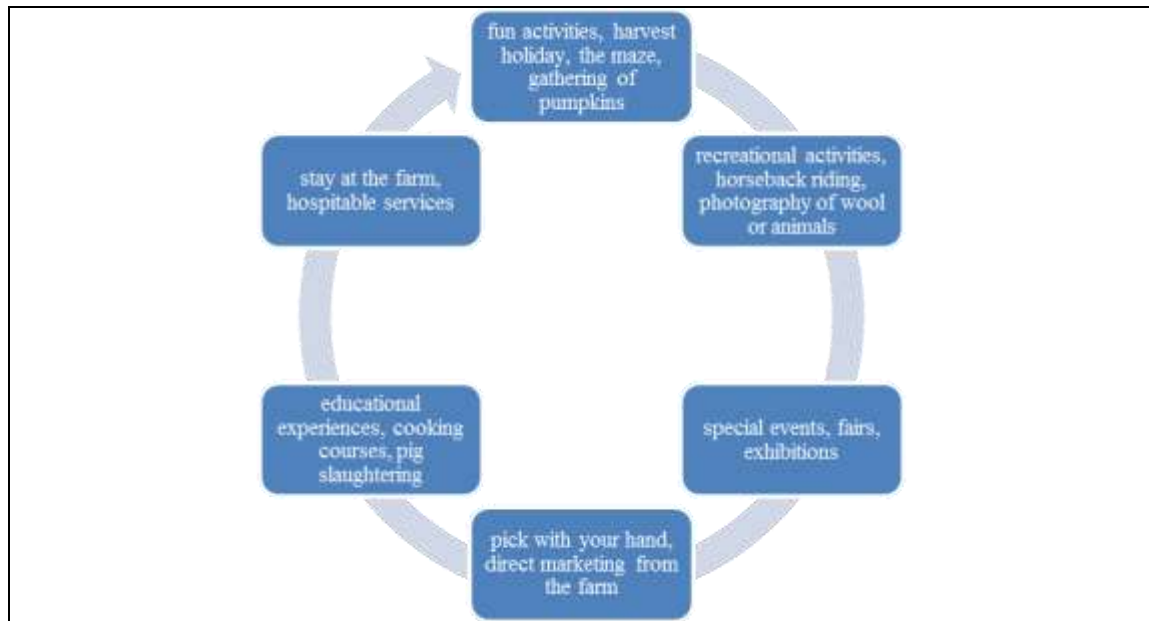 fun activities, harvest
holiday, the maze,
gathering of
pumpkins
recreational activities,
horseback riding,
photography of wool
or animals
special events, fairs,
exhibitions
pick with your hand,
direct marketing from
the farm
educational
experiences, cooking
courses, pig
slaughtering
stay at the farm,
hospitable services